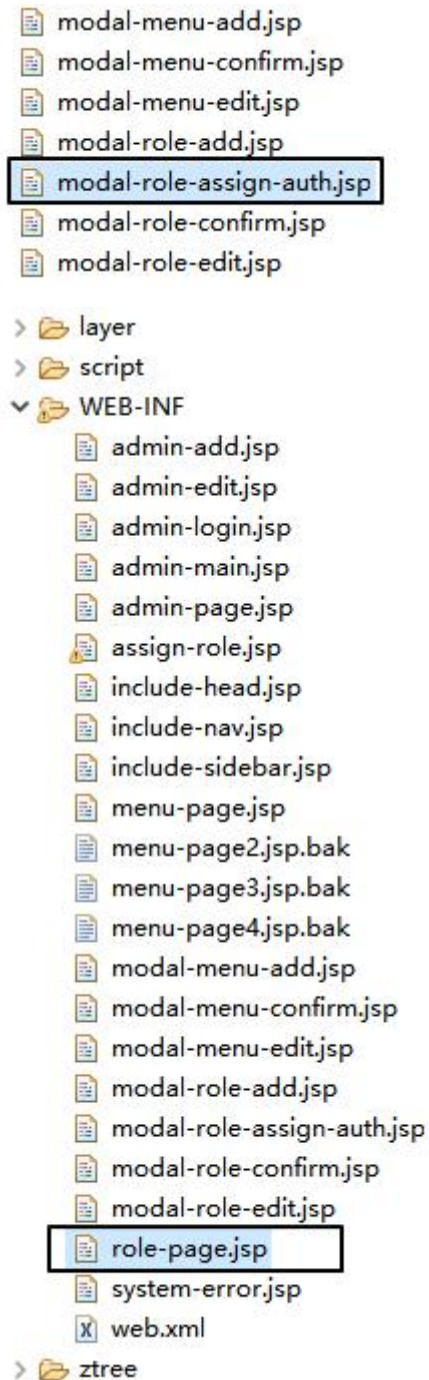 modal-menu-add.jsp
modal-menu-confirm.jsp
modal-menu-edit.jsp
modal-role-add.jsp
modal-role-assign-auth.jsp
modal-role-confirm.jsp
modal-role-edit.jsp
layer
script
WEB-INF
admin-add.jsp
admin-edit.jsp
admin-login.jsp
admin-main.jsp
admin-page.jsp
assign-role.jsp
include-head.jsp
include-nav.jsp
include-sidebar.jsp
menu-page.jsp
menu-page2.jsp.bak
menu-page3.jsp.bak
menu-page4.jsp.bak
modal-menu-add.jsp
modal-menu-confirm.jsp
modal-menu-edit.jsp
modal-role-add.jsp
modal-role-assign-auth.jsp
modal-role-confirm.jsp
modal-role-edit.jsp
role-page.jsp
system-error.jsp
web.xml
ztree